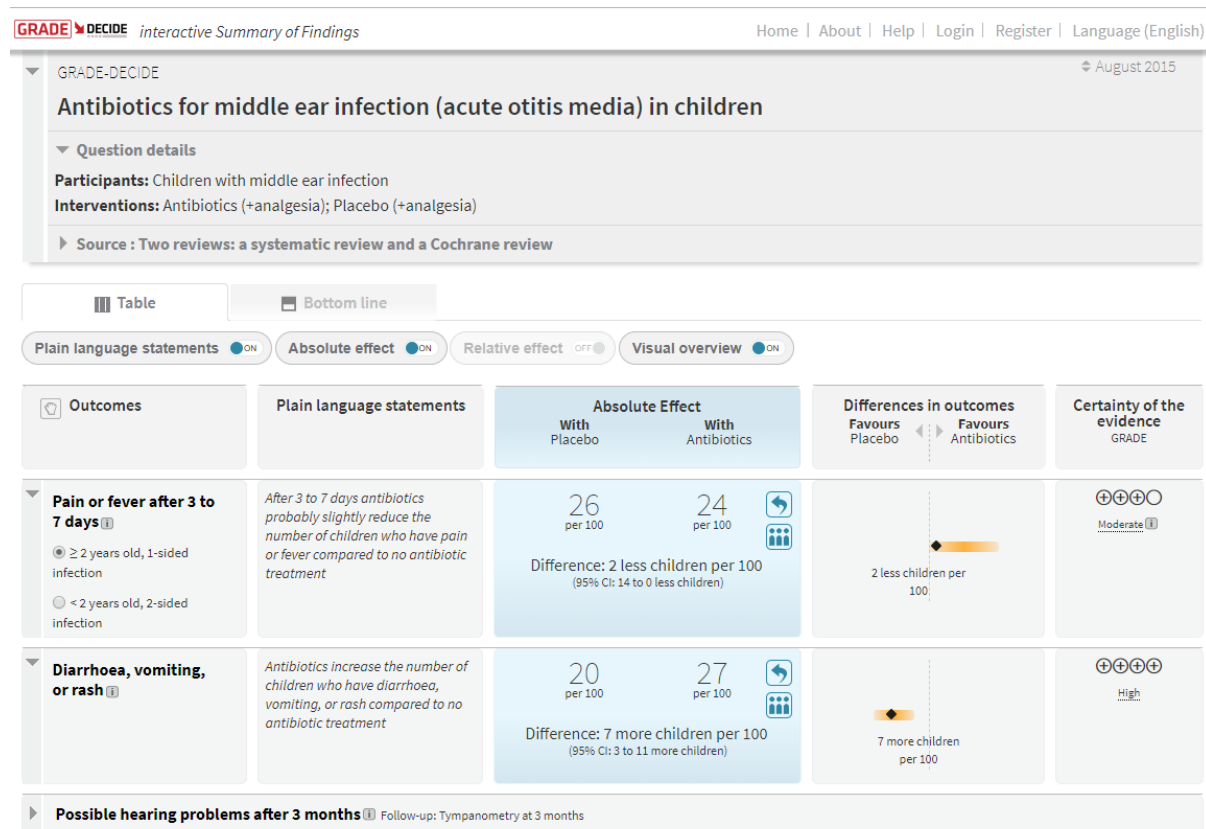 GRADE DECIDE interactive Summary of Findings
Home | About | Help | Login | Register | Language (English)
GRADE-DECIDE
August 2015
Antibiotics for middle ear infection (acute otitis media) in children
Question details
Participants: Children with middle ear infection
Interventions: Antibiotics (+analgesia); Placebo (+analgesia)
Source : Two reviews: a systematic review and a Cochrane review
Table
Bottom line
Plain language statements ON
Absolute effect ON
Relative effect OFF
Visual overview ON
Outcomes
Plain language statements
Absolute Effect
With
Placebo
With
Antibiotics
Differences in outcomes
Favours
Placebo
Favours
Antibiotics
Certainty of the
evidence
GRADE
Pain or fever after 3 to
7 days
≥ 2 years old, 1-sided
infection
< 2 years old, 2-sided
infection
After 3 to 7 days antibiotics
probably slightly reduce the
number of children who have pain
or fever compared to no antibiotic
treatment
26
per 100
24
per 100
Difference: 2 less children per 100
(95% CI: 14 to 0 less children)
2 less children per
100
Moderate
Diarrhoea, vomiting,
or rash
Antibiotics increase the number of
children who have diarrhoea,
vomiting, or rash compared to no
antibiotic treatment
20
per 100
27
per 100
Difference: 7 more children per 100
(95% CI: 3 to 11 more children)
7 more children
per 100
High
Possible hearing problems after 3 months Follow-up: Tympanometry at 3 months